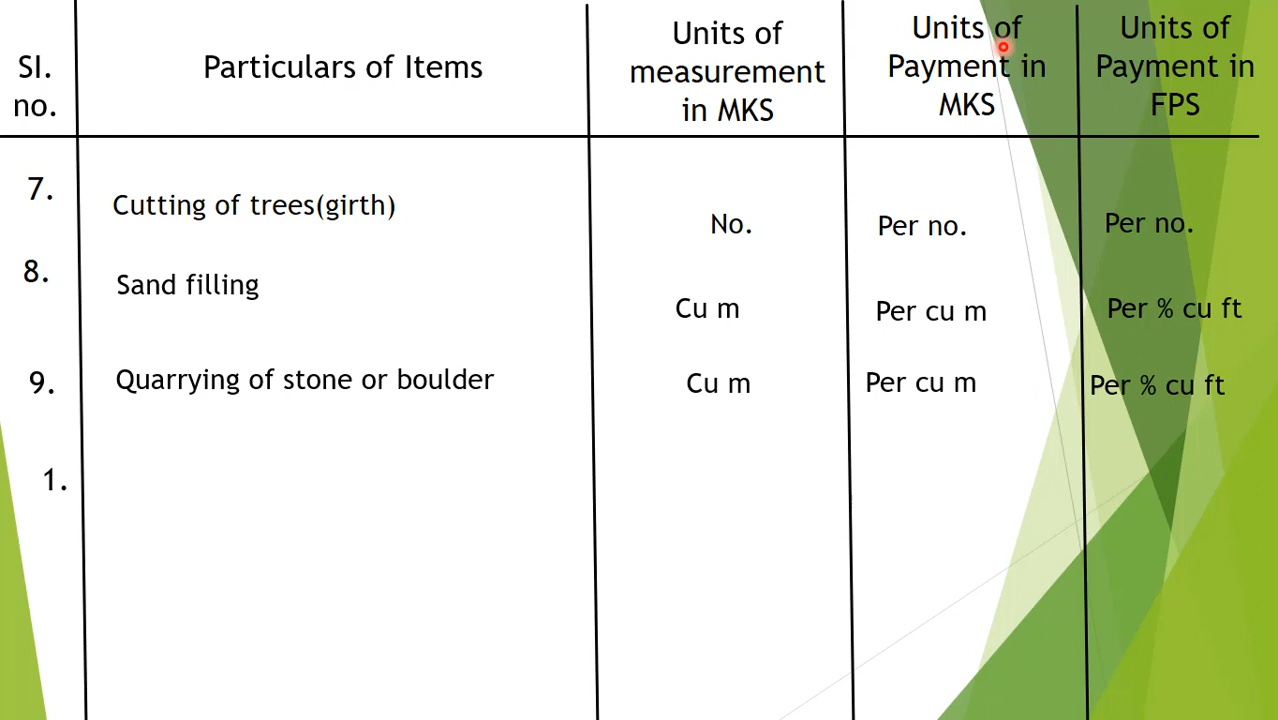 SI.
no.
Particulars of Items
Units of
measurement
in MKS
Units of
Payment in
MKS
Units of
Payment in
FPS
7.
Cutting of trees(girth)
No.
Per no.
Per no.
8.
Sand filling
Cu m
Per cu m
Per % cu ft
9.
Quarrying of stone or boulder
Cu m
Per cu m
Per % cu ft
1.